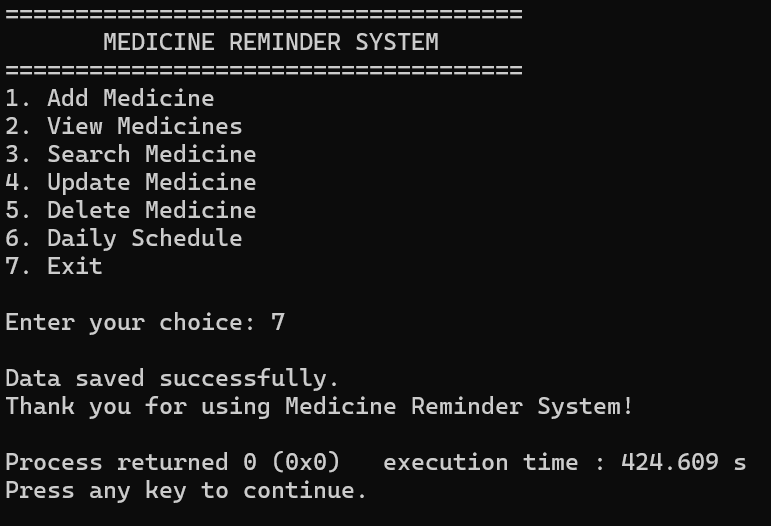 =====================================
MEDICINE REMINDER SYSTEM
=====================================
1. Add Medicine
2. View Medicines
3. Search Medicine
4. Update Medicine
5. Delete Medicine
6. Daily Schedule
7. Exit
Enter your choice: 7
Data saved successfully.
Thank you for using Medicine Reminder System!
Process returned 0 (0x0)   execution time : 424.609 s
Press any key to continue.